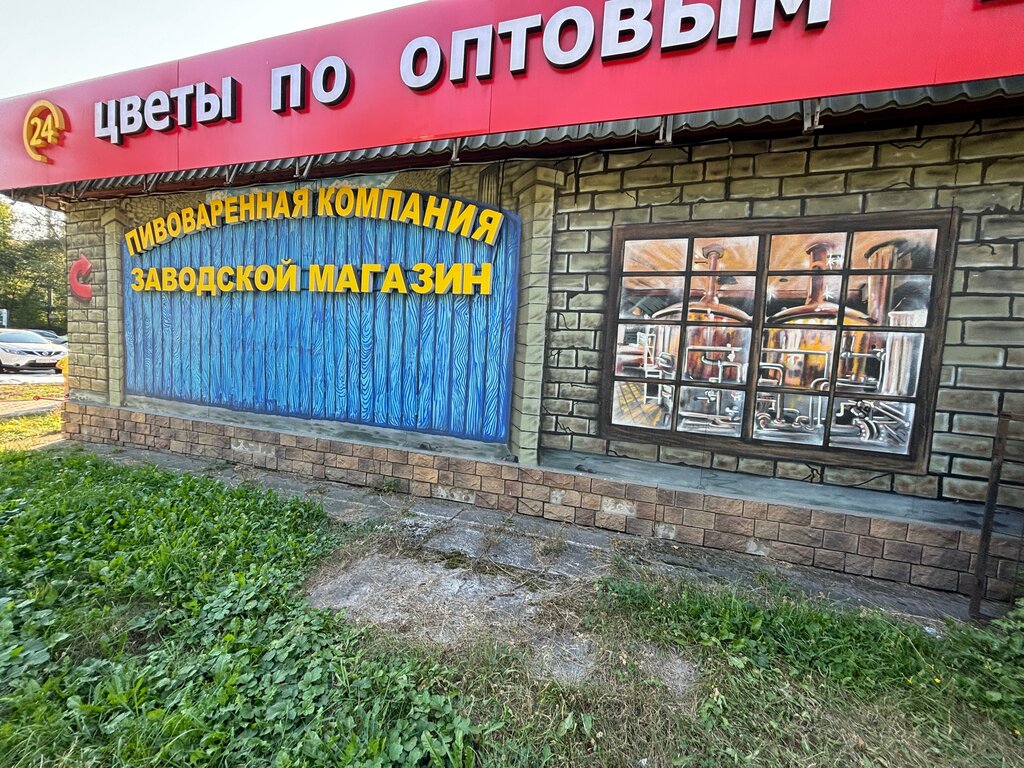 24 цветы по оптовым
ПИВОВАРЕННАЯ КОМПАНИЯ
ЗАВОДСКОЙ МАГАЗИН